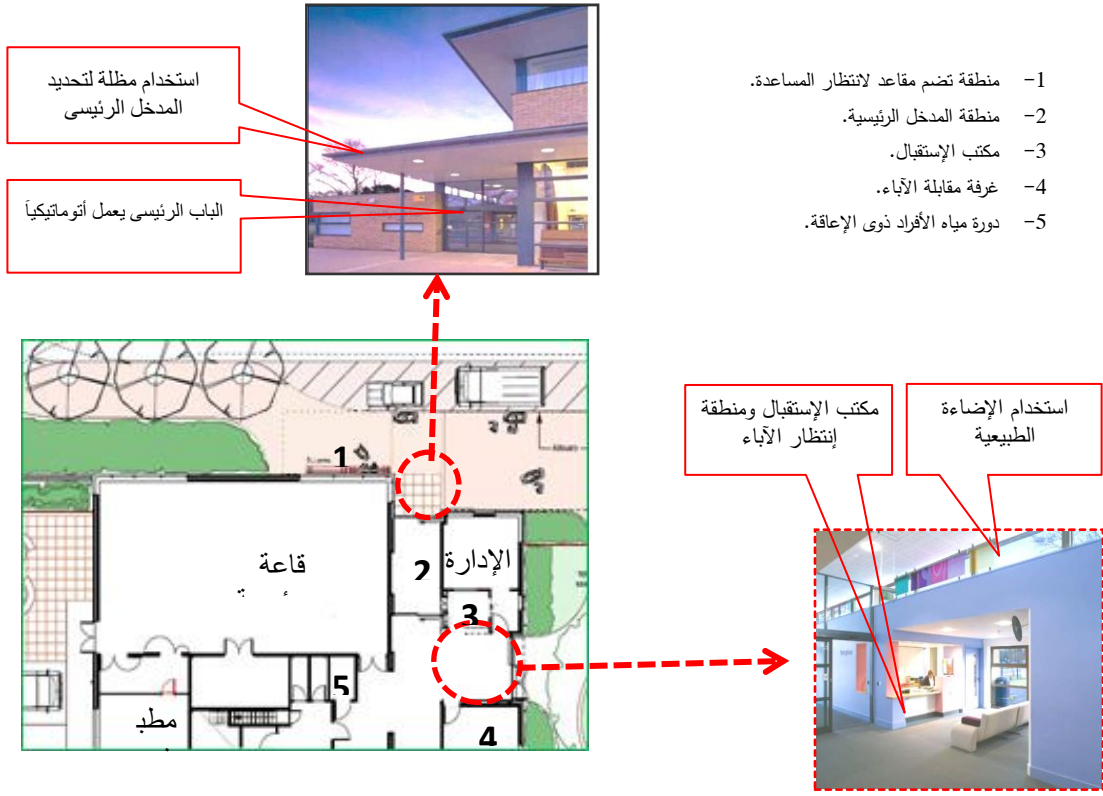 استخدام مظلة لتحديد
المدخل الرئيسى
الباب الرئيسى يعمل أتوماتيكياَ
1- منطقة تضم مقاعد لانتظار المساعدة.
2- منطقة المدخل الرئيسية.
3- مكتب الإستقبال.
4- غرفة مقابلة الآباء.
5- دورة مياه الأفراد ذوى الإعاقة.
مكتب الإستقبال ومنطقة
إنتظار الآباء
استخدام الإضاءة
الطبيعية
1
قاعة
2
الإدارة
3
5
4